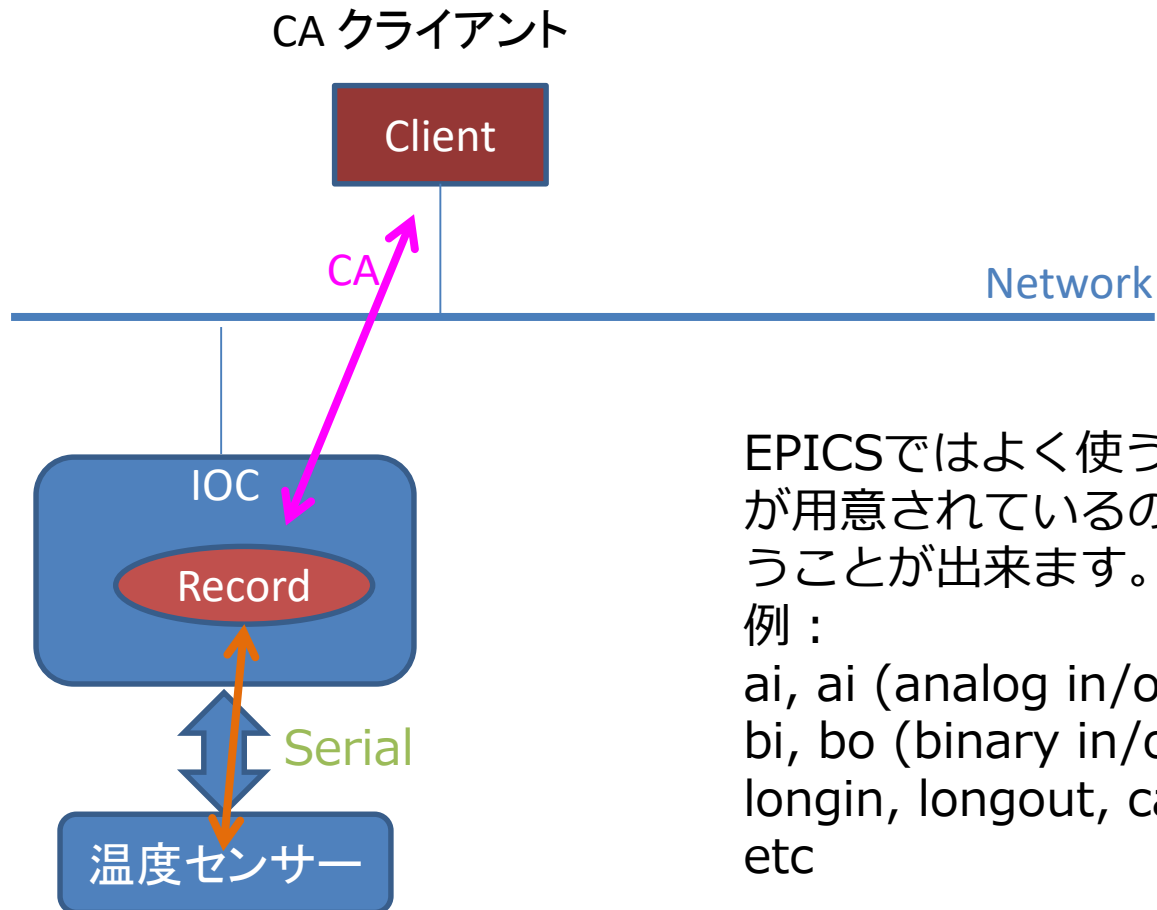 CA クライアント
Client
CA
Network
IOC
Record
Serial
温度センサー
EPICSではよく使う
が用意されているの
うことが出来ます。
例：
ai, ai (analog in/o
bi, bo (binary in/
longin, longout, ca
etc